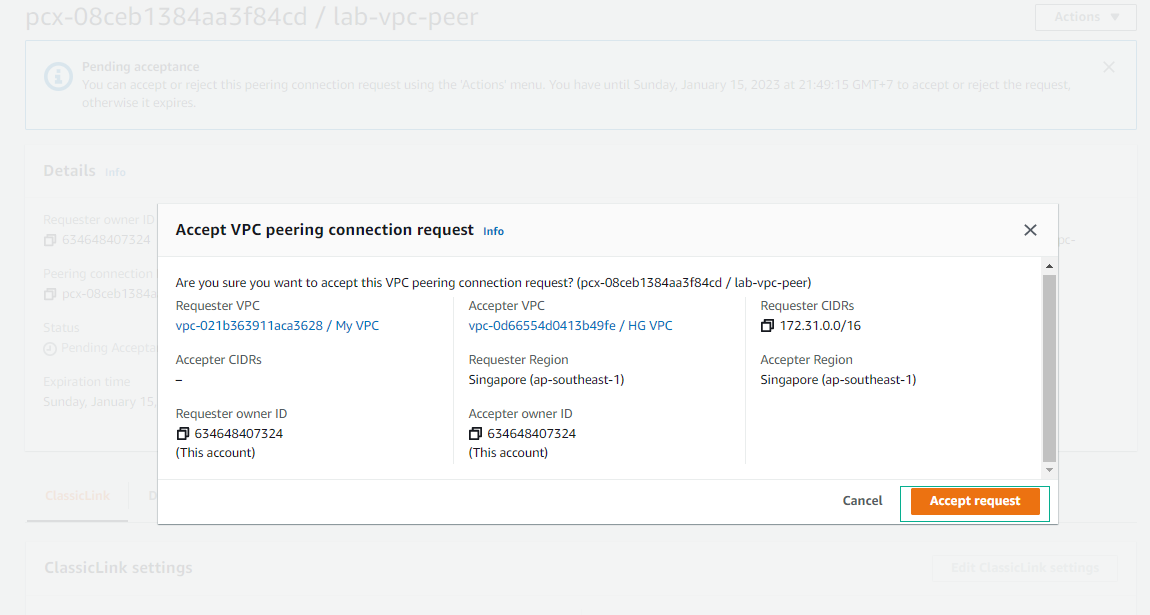 pcx-08ceb1384aa3f84cd / lab-vpc-peer
Actions
Pending acceptance
You can accept or reject this peering connection request using the 'Actions' menu. You have until Sunday, January 15, 2023 at 21:49:15 GMT+7 to accept or reject the request,
otherwise it expires.
Details Info
Requester owner ID
634648407324
pc-
Peering connection
pcx-08ceb1384a
Status
Pending Accepta
Expiration time
Sunday, January 15,
Accept VPC peering connection request Info
Are you sure you want to accept this VPC peering connection request? (pcx-08ceb1384aa3f84cd / lab-vpc-peer)
Requester VPC
vpc-021b363911aca3628 / My VPC
Accepter VPC
vpc-0d66554d0413b49fe / HG VPC
Requester CIDRs
172.31.0.0/16
Accepter CIDRs
–
Requester Region
Singapore (ap-southeast-1)
Accepter Region
Singapore (ap-southeast-1)
Requester owner ID
634648407324
(This account)
Accepter owner ID
634648407324
(This account)
Cancel
Accept request
ClassicLink
D
ClassicLink settings
Edit ClassicLink settings